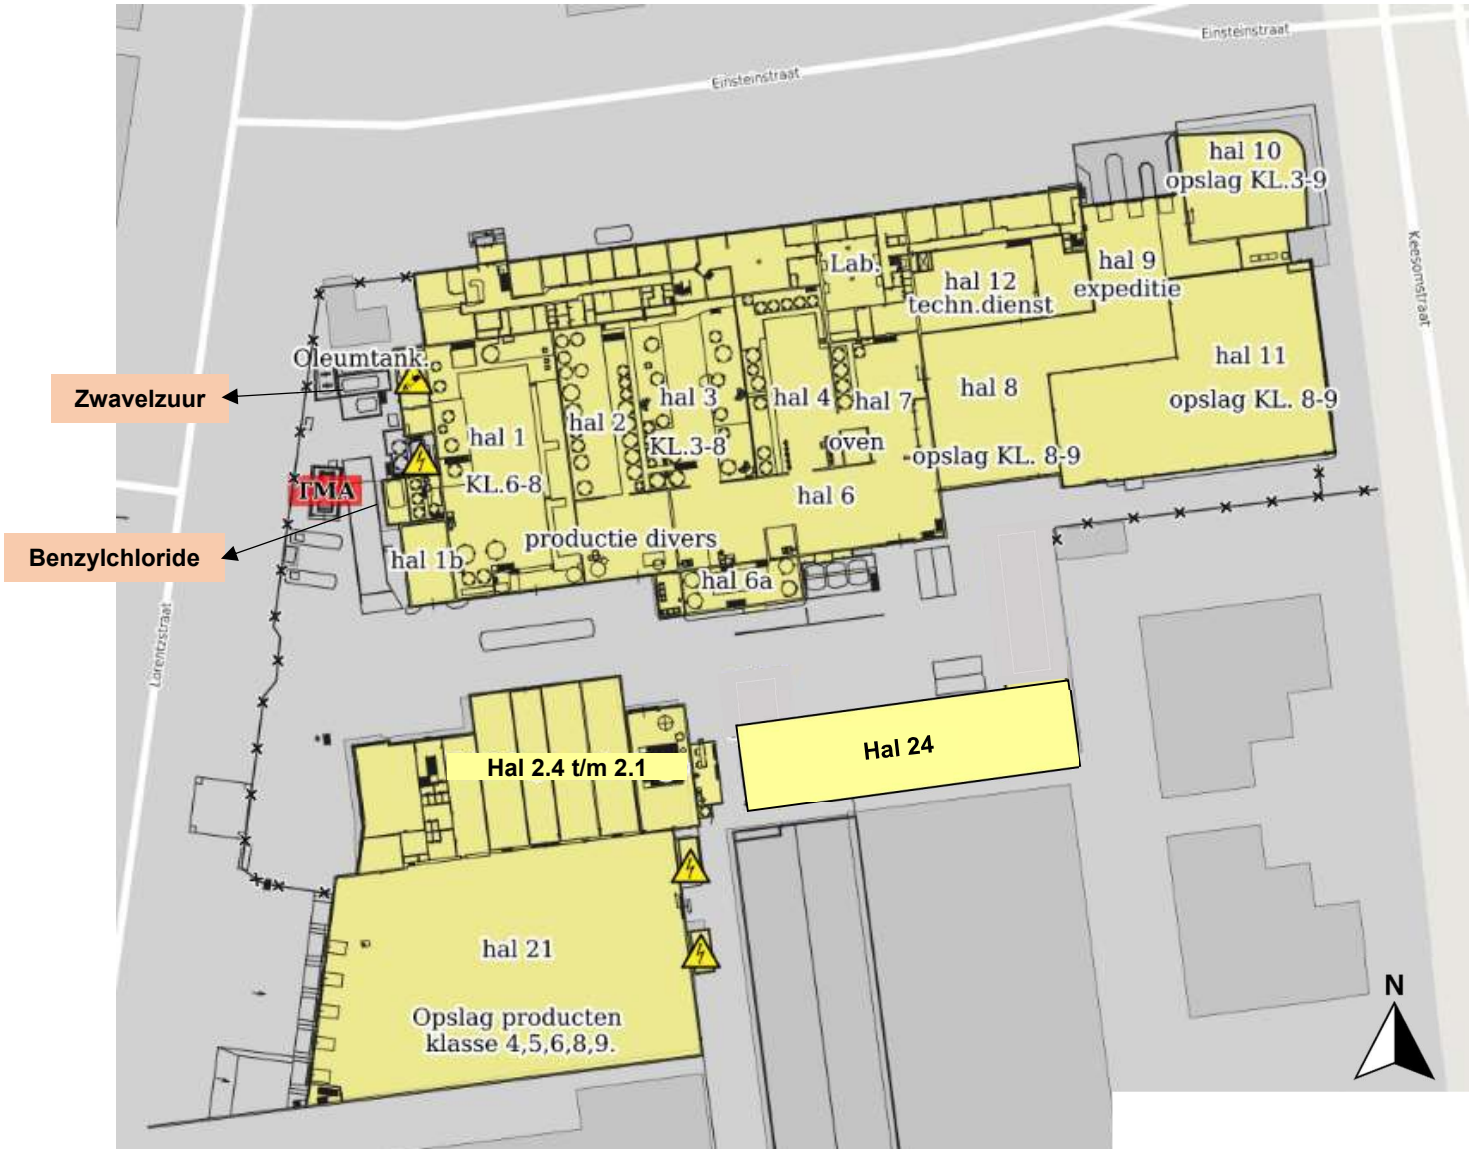 Einsteinstraat
Einsteinstraat
hal 10
opslag KL.3-9
Keesomstraat
Lab.
hal 9
expeditie
hal 12
techn.dienst
Oleumtank.
Zwavelzuur
hal 11
opslag KL. 8-9
hal 8
opslag KL. 8-9
hal 1
KL.6-8
hal 2
hal 3
KL.3-8
hal 4
hal 7
oven
hal 6
TMA
Benzylchloride
hal 1b
productie divers
hal 6a
Lorentzstraat
Hal 24
Hal 2.4 t/m 2.1
hal 21
Opslag producten
klasse 4,5,6,8,9.
N